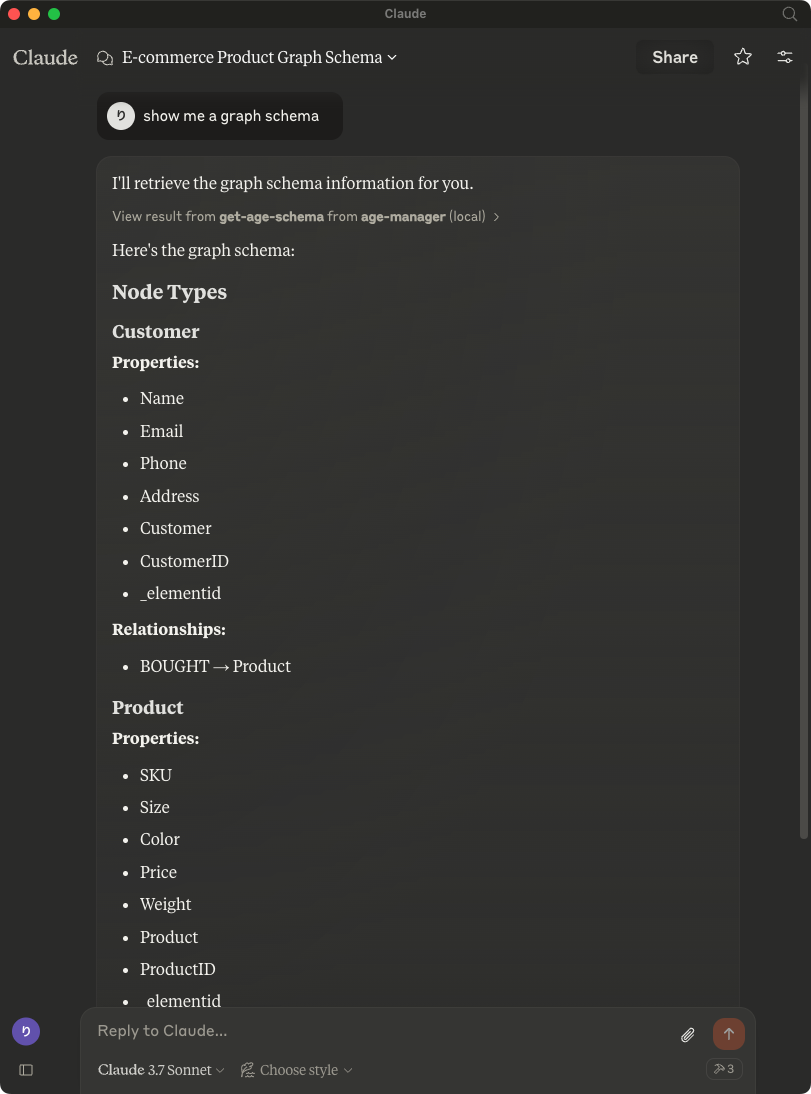 Claude
Claude
E-commerce Product Graph Schema
Share
り
show me a graph schema
I'll retrieve the graph schema information for you.
View result from get-age-schema from age-manager (local)
Here's the graph schema:
Node Types
Customer
Properties:
• Name
• Email
• Phone
• Address
• Customer
• CustomerID
• _elementid
Relationships:
• BOUGHT → Product
Product
Properties:
• SKU
• Size
• Color
• Price
• Weight
• Product
• ProductID
• _elementid
り
Reply to Claude...
Claude 3.7 Sonnet
Choose style
3